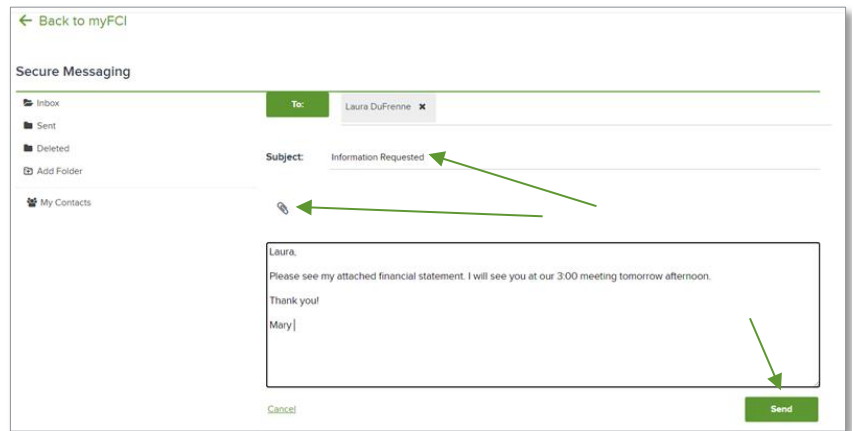 Back to myFCI
Secure Messaging
Inbox
Sent
Deleted
Add Folder
My Contacts
To: Laura DuFrenne ✖
Subject: Information Requested
Laura,
Please see my attached financial statement. I will see you at our 3:00 meeting tomorrow afternoon.
Thank you!
Mary
Cancel
Send